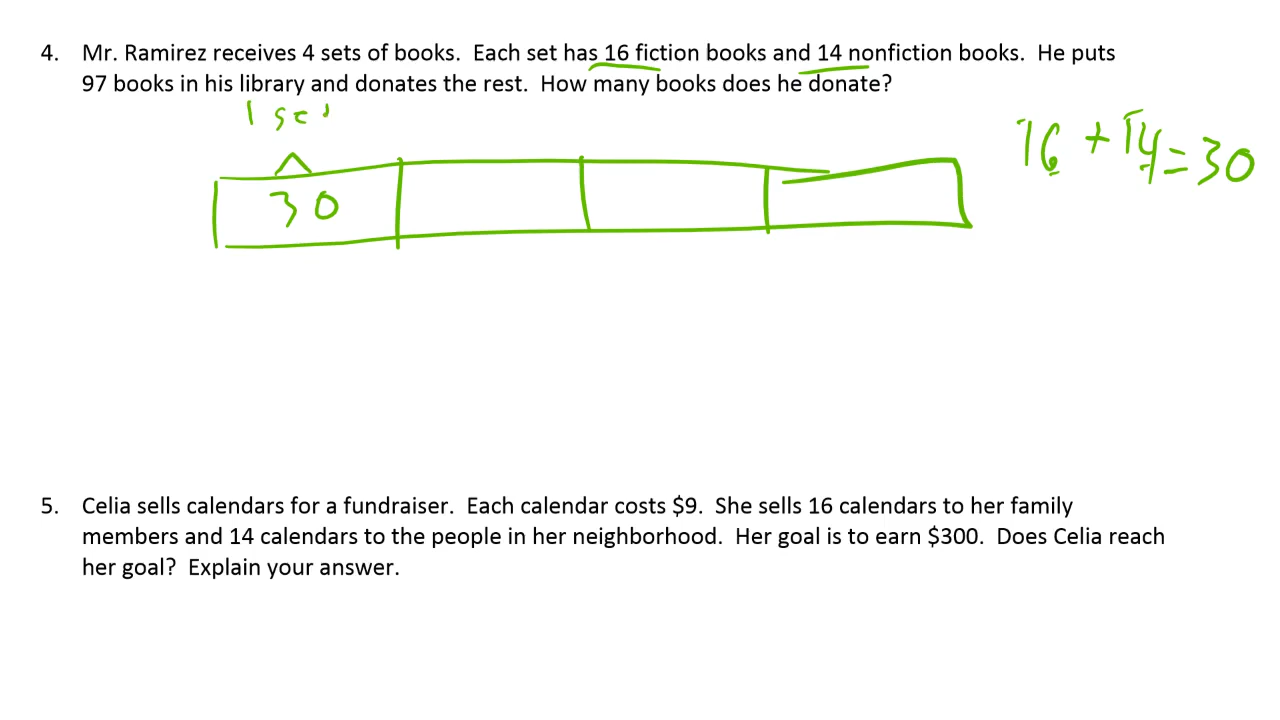 4. Mr. Ramirez receives 4 sets of books. Each set has 16 fiction books and 14 nonfiction books. He puts
97 books in his library and donates the rest. How many books does he donate?
1 set
16 + 14 = 30
30
5. Celia sells calendars for a fundraiser. Each calendar costs $9. She sells 16 calendars to her family
members and 14 calendars to the people in her neighborhood. Her goal is to earn $300. Does Celia reach
her goal? Explain your answer.